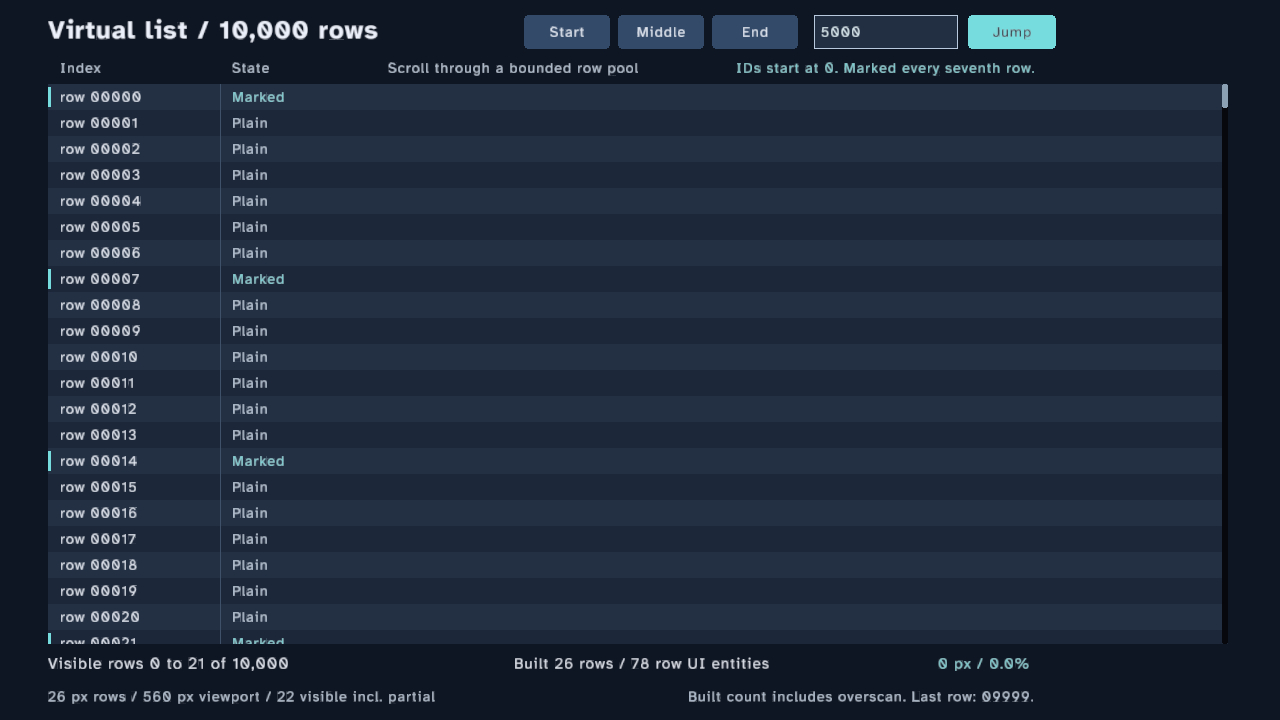 Virtual list / 10,000 rows
Start Middle End 5000 Jump
Index State Scroll through a bounded row pool IDs start at 0. Marked every seventh row.
row 00000 Marked
row 00001 Plain
row 00002 Plain
row 00003 Plain
row 00004 Plain
row 00005 Plain
row 00006 Plain
row 00007 Marked
row 00008 Plain
row 00009 Plain
row 00010 Plain
row 00011 Plain
row 00012 Plain
row 00013 Plain
row 00014 Marked
row 00015 Plain
row 00016 Plain
row 00017 Plain
row 00018 Plain
row 00019 Plain
row 00020 Plain
row 00021 Marked
Visible rows 0 to 21 of 10,000 Built 26 rows / 78 row UI entities 0 px / 0.0%
26 px rows / 560 px viewport / 22 visible incl. partial Built count includes overscan. Last row: 09999.